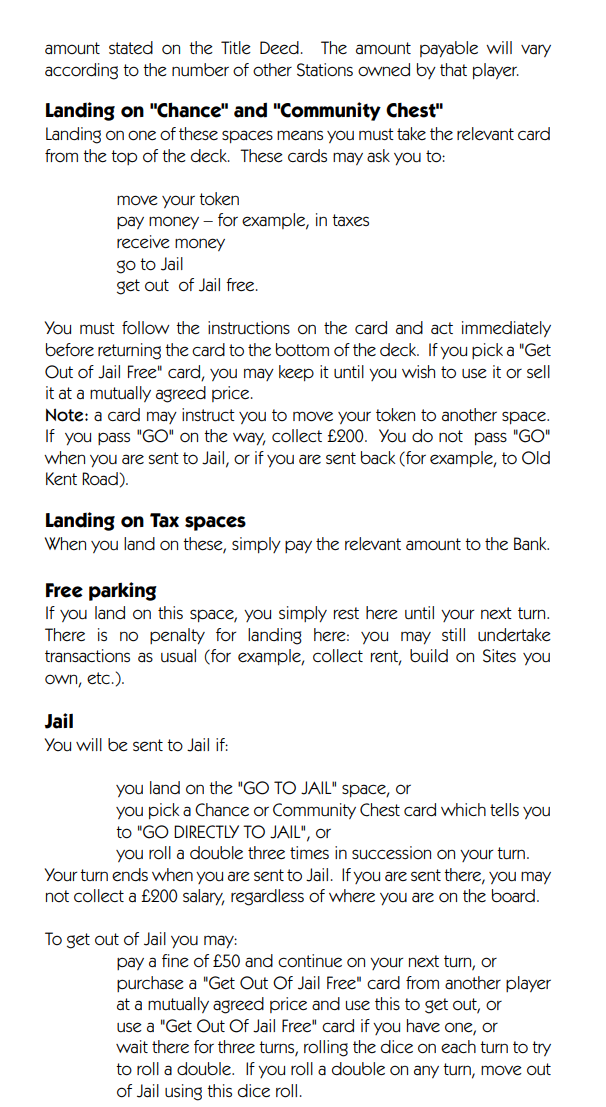 amount stated on the Title Deed. The amount payable will vary
according to the number of other Stations owned by that player.
Landing on "Chance" and "Community Chest"
Landing on one of these spaces means you must take the relevant card
from the top of the deck. These cards may ask you to:
move your token
pay money – for example, in taxes
receive money
go to Jail
get out of Jail free.
You must follow the instructions on the card and act immediately
before returning the card to the bottom of the deck. If you pick a "Get
Out of Jail Free" card, you may keep it until you wish to use it or sell
it at a mutually agreed price.
Note: a card may instruct you to move your token to another space.
If you pass "GO" on the way, collect £200. You do not pass "GO"
when you are sent to Jail, or if you are sent back (for example, to Old
Kent Road).
Landing on Tax spaces
When you land on these, simply pay the relevant amount to the Bank.
Free parking
If you land on this space, you simply rest here until your next turn.
There is no penalty for landing here: you may still undertake
transactions as usual (for example, collect rent, build on Sites you
own, etc.).
Jail
You will be sent to Jail if:
you land on the "GO TO JAIL" space, or
you pick a Chance or Community Chest card which tells you
to "GO DIRECTLY TO JAIL", or
you roll a double three times in succession on your turn.
Your turn ends when you are sent to Jail. If you are sent there, you may
not collect a £200 salary, regardless of where you are on the board.
To get out of Jail you may:
pay a fine of £50 and continue on your next turn, or
purchase a "Get Out Of Jail Free" card from another player
at a mutually agreed price and use this to get out, or
use a "Get Out Of Jail Free" card if you have one, or
wait there for three turns, rolling the dice on each turn to try
to roll a double. If you roll a double on any turn, move out
of Jail using this dice roll.